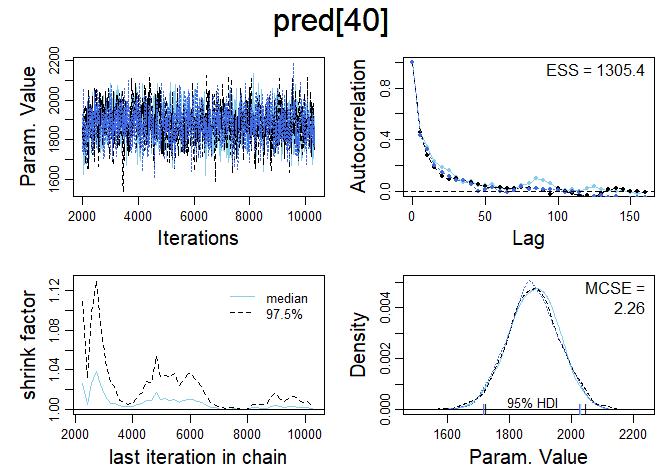 pred[40]
Param. Value
1600 1800 2000 2200
2000 4000 6000 8000 10000
Iterations
Autocorrelation
0.0 0.4 0.8
ESS = 1305.4
0 50 100 150
Lag
shrink factor
1.00 1.04 1.08 1.12
median
97.5%
2000 4000 6000 8000 10000
last iteration in chain
Density
0.000 0.002 0.004
MCSE =
2.26
95% HDI
1600 1800 2000 2200
Param. Value